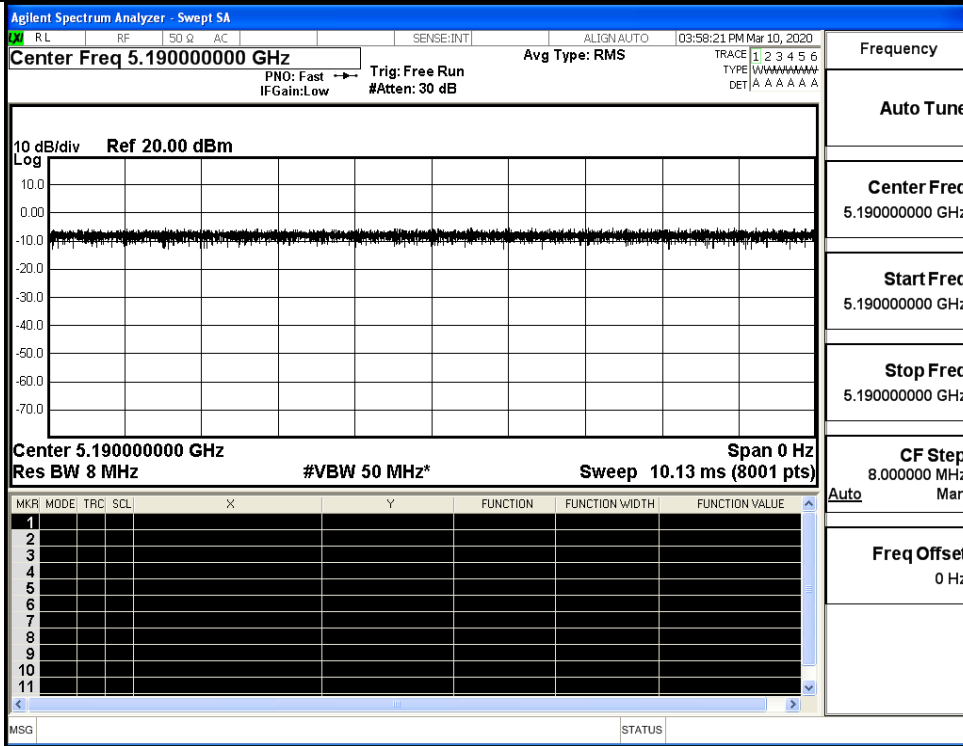 Agilent Spectrum Analyzer - Swept SA
LXI RL RF 50 Ω AC SENSE:INT ALIGN AUTO 03:58:21 PM Mar 10, 2020
Center Freq 5.190000000 GHz
PNO: Fast
IFGain:Low
Trig: Free Run
#Atten: 30 dB
Avg Type: RMS
TRACE 1 2 3 4 5 6
TYPE WWWWWW
DET A A A A A A
10 dB/div Ref 20.00 dBm
Log
10.0
0.00
-10.0
-20.0
-30.0
-40.0
-50.0
-60.0
-70.0
Center 5.190000000 GHz Span 0 Hz
Res BW 8 MHz #VBW 50 MHz* Sweep 10.13 ms (8001 pts)
MKR MODE TRC SCL X Y FUNCTION FUNCTION WIDTH FUNCTION VALUE
1
2
3
4
5
6
7
8
9
10
11
MSG STATUS
Frequency
Auto Tune
Center Freq
5.190000000 GHz
Start Freq
5.190000000 GHz
Stop Freq
5.190000000 GHz
CF Step
8.000000 MHz
Auto Man
Freq Offset
0 Hz